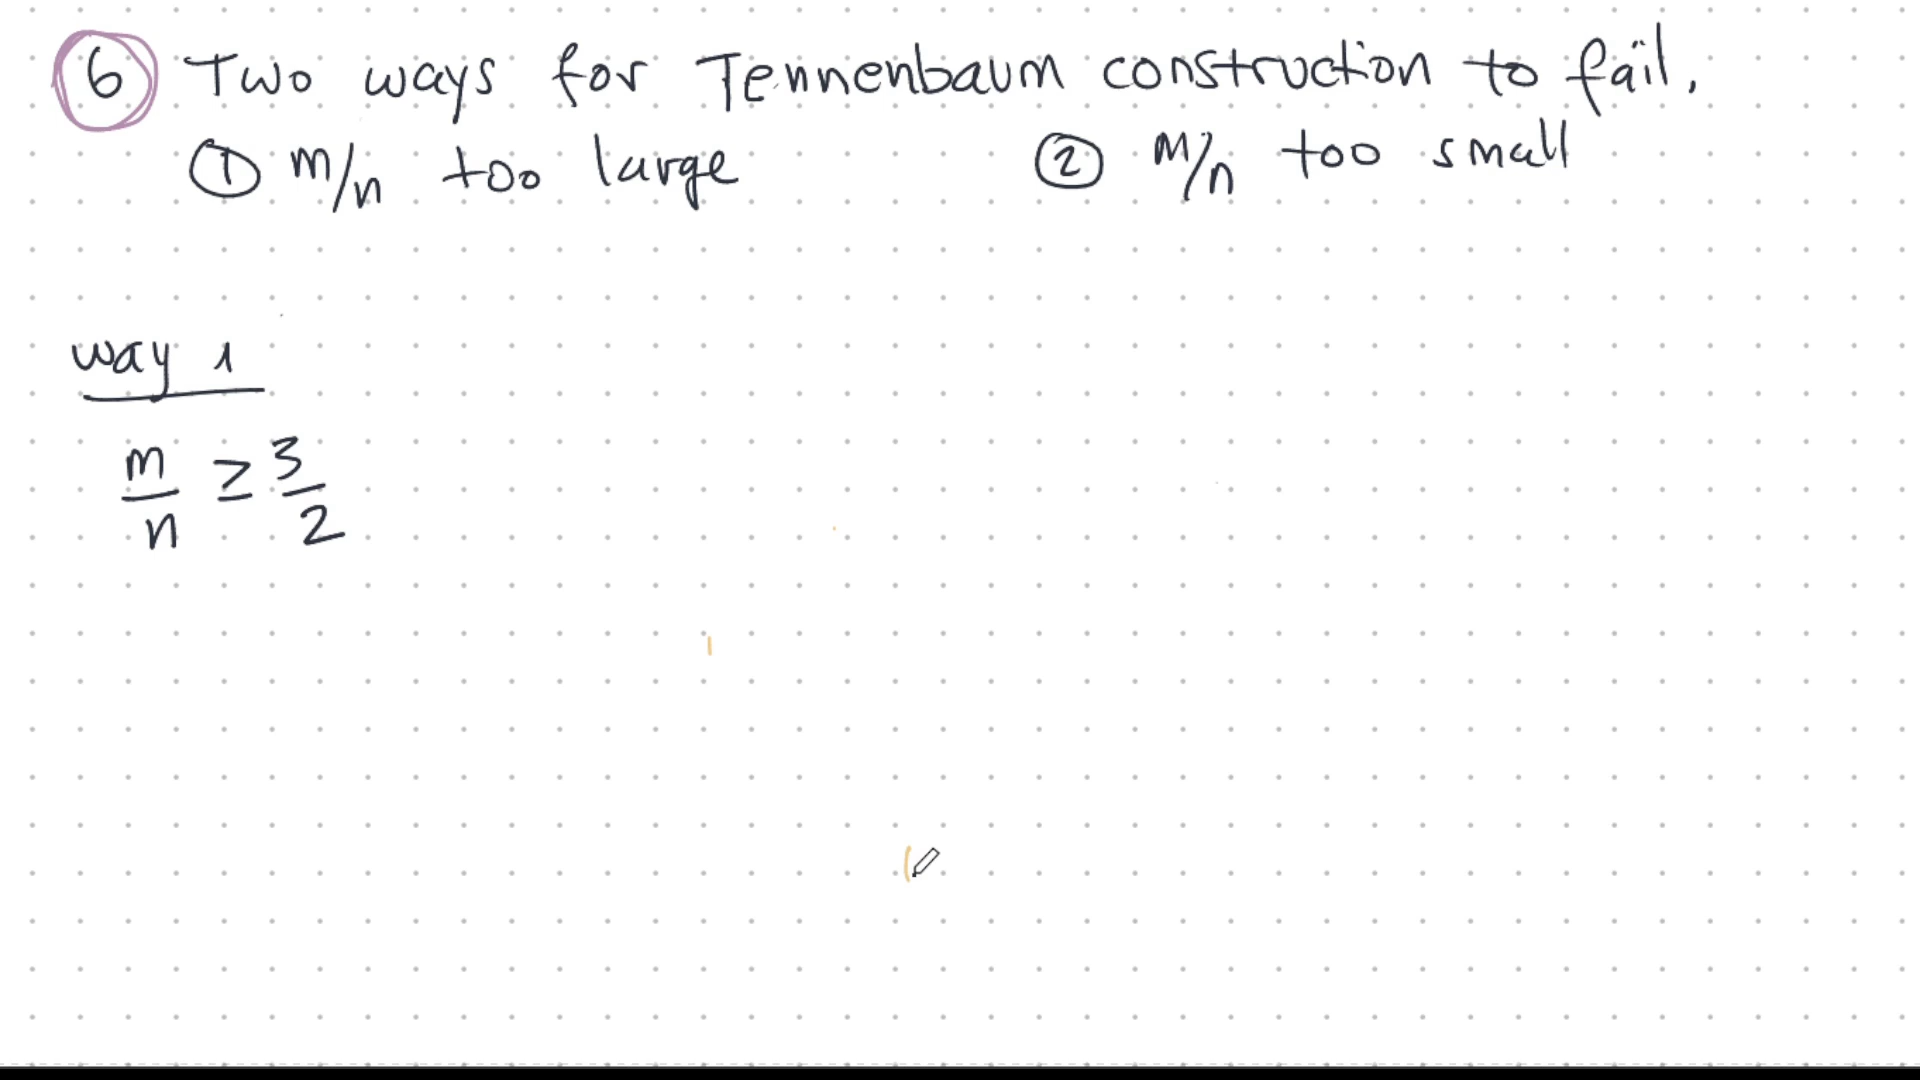 6 Two ways for Tennenbaum construction to fail.
① m/n too large ② m/n too small
way 1
m/n ≥ 3/2